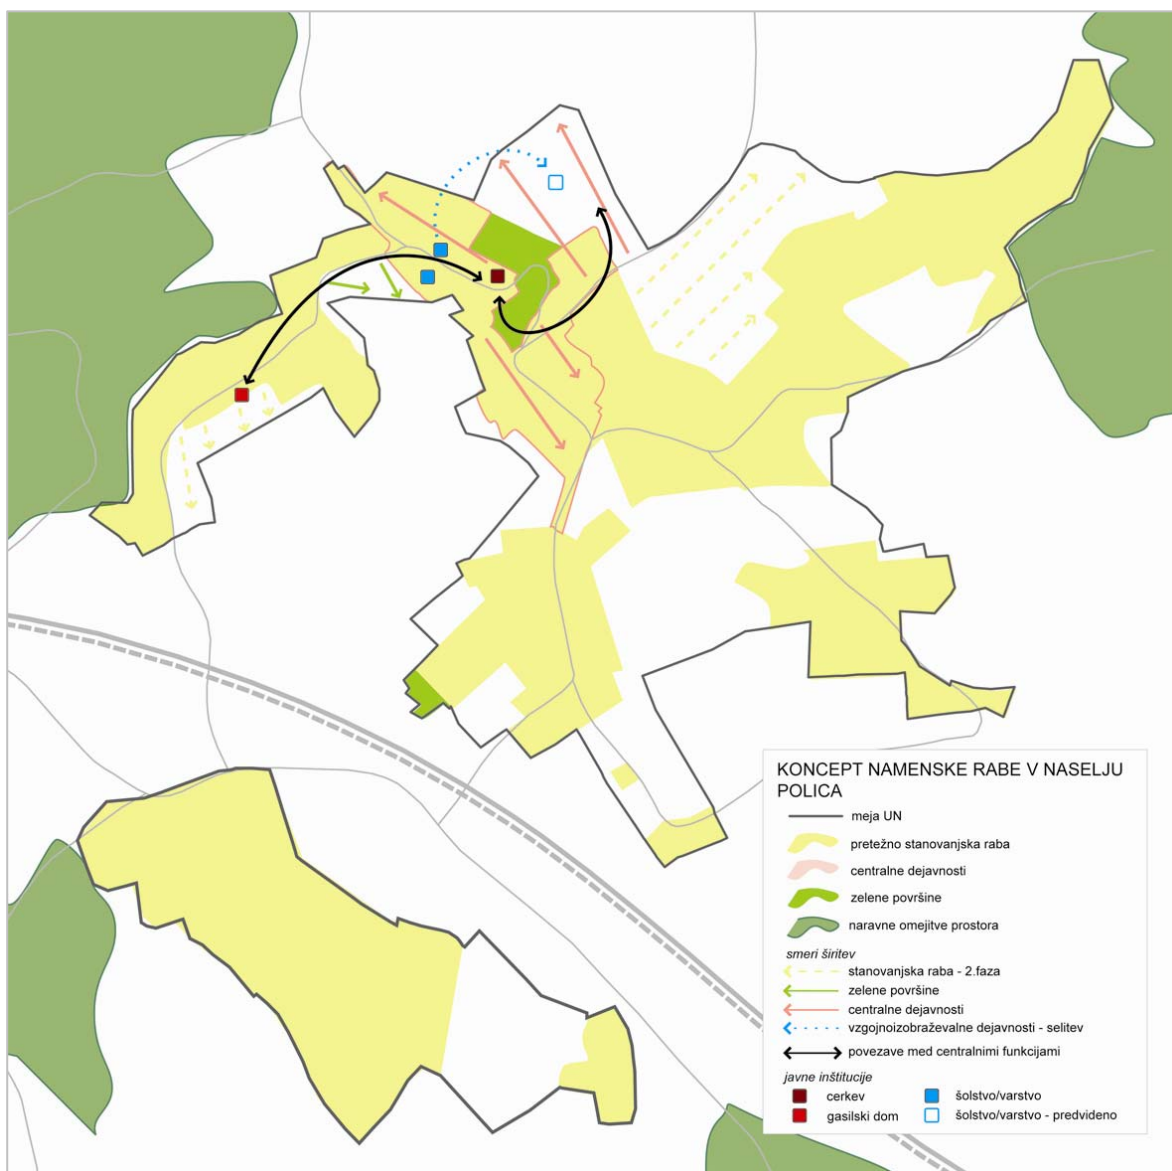 KONCEPT NAMENSKE RABE V NASELJU
POLICA
meja UN
pretežno stanovanjska raba
centralne dejavnosti
zelene površine
naravne omejitve prostora
smeri širitev
stanovanjska raba - 2.faza
zelene površine
centralne dejavnosti
vzgojnoizobraževalne dejavnosti - selitev
povezave med centralnimi funkcijami
javne inštitucije
cerkev
gasilski dom
šolstvo/varstvo
šolstvo/varstvo - predvideno